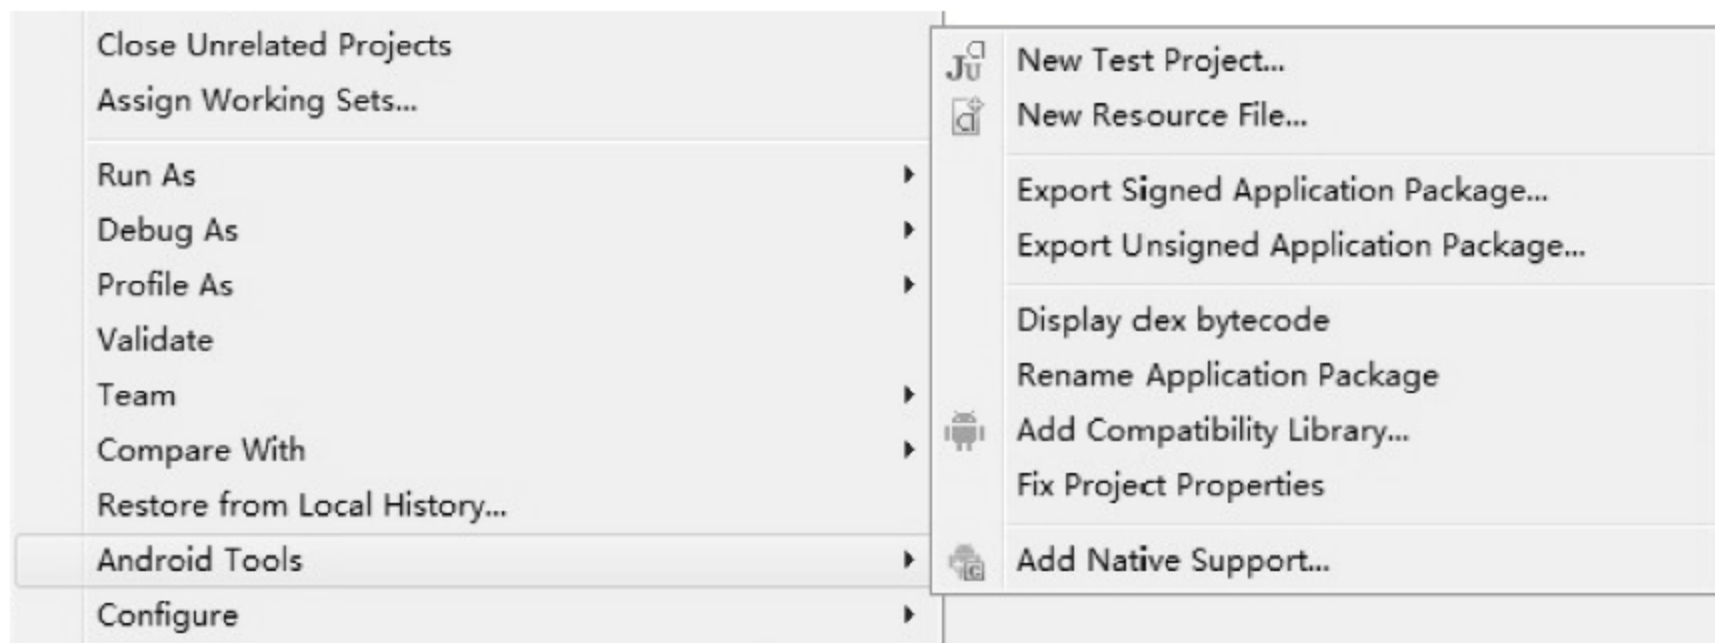 Close Unrelated Projects
Assign Working Sets...
Run As
Debug As
Profile As
Validate
Team
Compare With
Restore from Local History...
Android Tools
Configure
New Test Project...
New Resource File...
Export Signed Application Package...
Export Unsigned Application Package...
Display dex bytecode
Rename Application Package
Add Compatibility Library...
Fix Project Properties
Add Native Support...